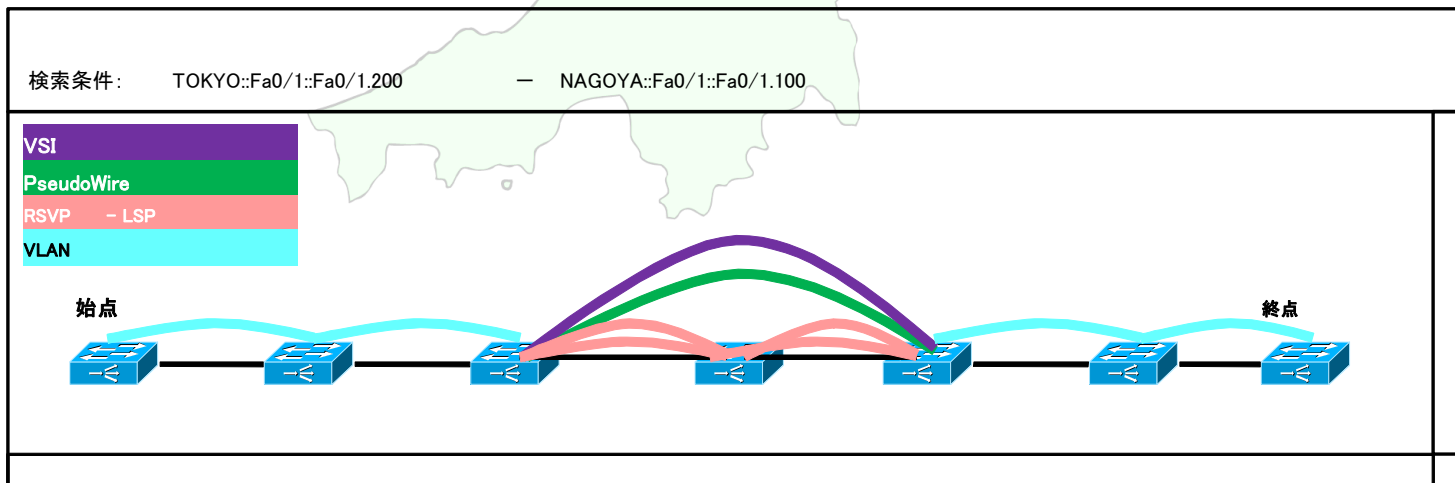 検索条件: TOKYO::Fa0/1::Fa0/1.200 － NAGOYA::Fa0/1::Fa0/1.100
VSI
PseudoWire
RSVP - LSP
VLAN
始点
終点